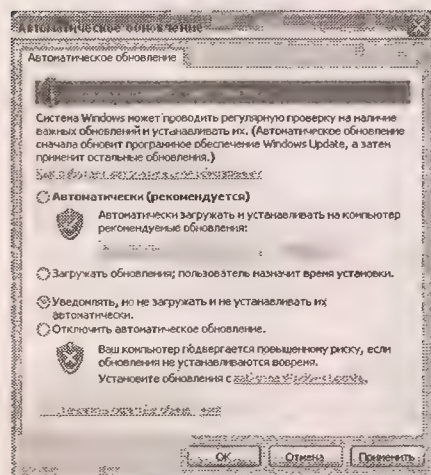 Автоматическое обновление
Автоматическое обновление
Система Windows может проводить регулярную проверку на наличие
важных обновлений и устанавливать их. (Автоматическое обновление
сначала обновит программное обеспечение Windows Update, а затем
применит остальные обновления.)
Автоматически (рекомендуется)
Автоматически загружать и устанавливать на компьютер
рекомендуемые обновления:
Загружать обновления; пользователь назначит время установки.
Уведомлять, но не загружать и не устанавливать их
автоматически.
Отключить автоматическое обновление.
Ваш компьютер подвергается повышенному риску, если
обновления не устанавливаются вовремя.
Установите обновления с
ОК Отмена Применить